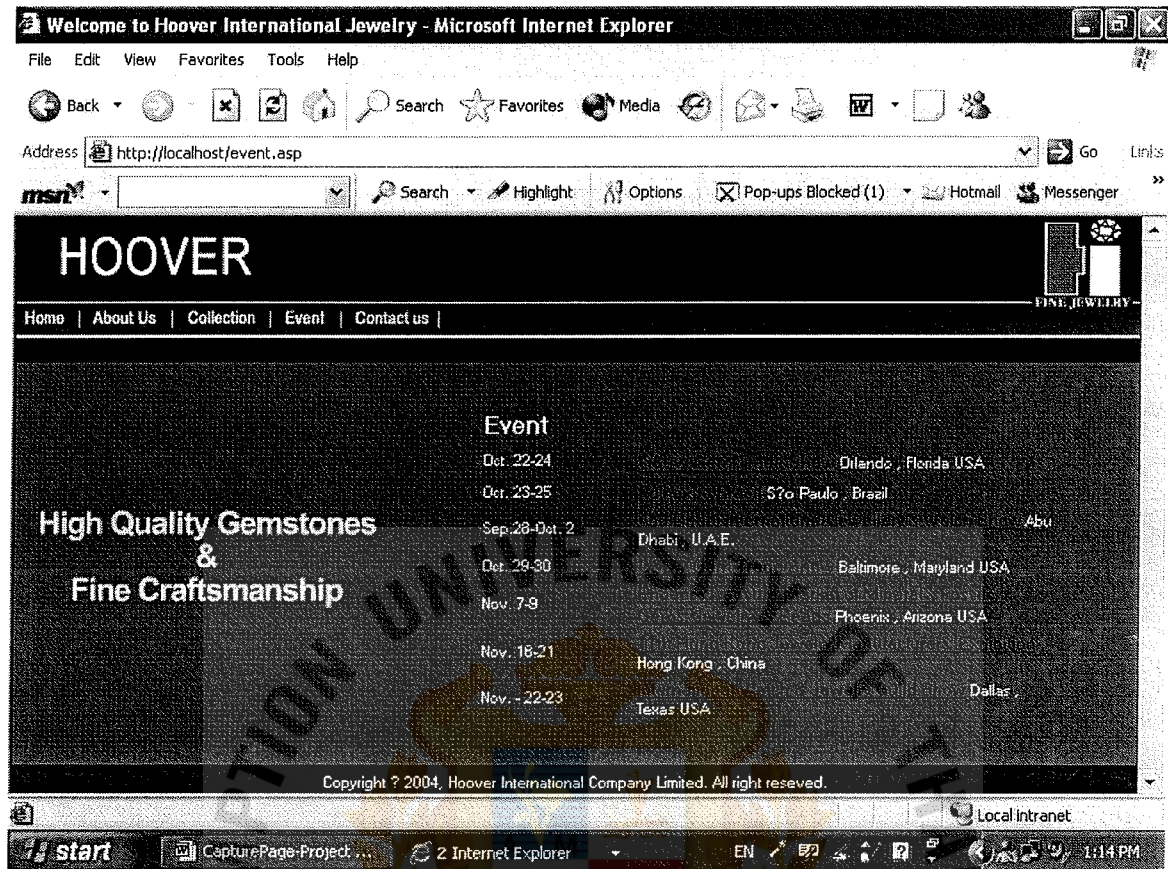 Welcome to Hoover International Jewelry - Microsoft Internet Explorer
File Edit View Favorites Tools Help
Back Search Favorites Media
Address http://localhost/event.asp Go Links
msn Search Highlight Options Pop-ups Blocked (1) Hotmail Messenger »
HOOVER
FINE JEWELRY
Home | About Us | Collection | Event | Contact us |
Event
Oct. 22-24 Orlando , Florida USA
Oct. 23-25 S?o Paulo , Brazil
High Quality Gemstones
&
Fine Craftsmanship
Sep.28-Oct. 2 Abu
Dhabi , U.A.E.
Oct. 29-30 Baltimore , Maryland USA
Nov. 7-9 Phoenix , Arizona USA
Nov. 18-21 Hong Kong , China
Nov. - 22-23 Dallas ,
Texas USA
PTION UNIVERSITY OF TH
Copyright ? 2004, Hoover International Company Limited. All right reseved.
Local intranet
start CapturePage-Project ... 2 Internet Explorer EN 1:14 PM